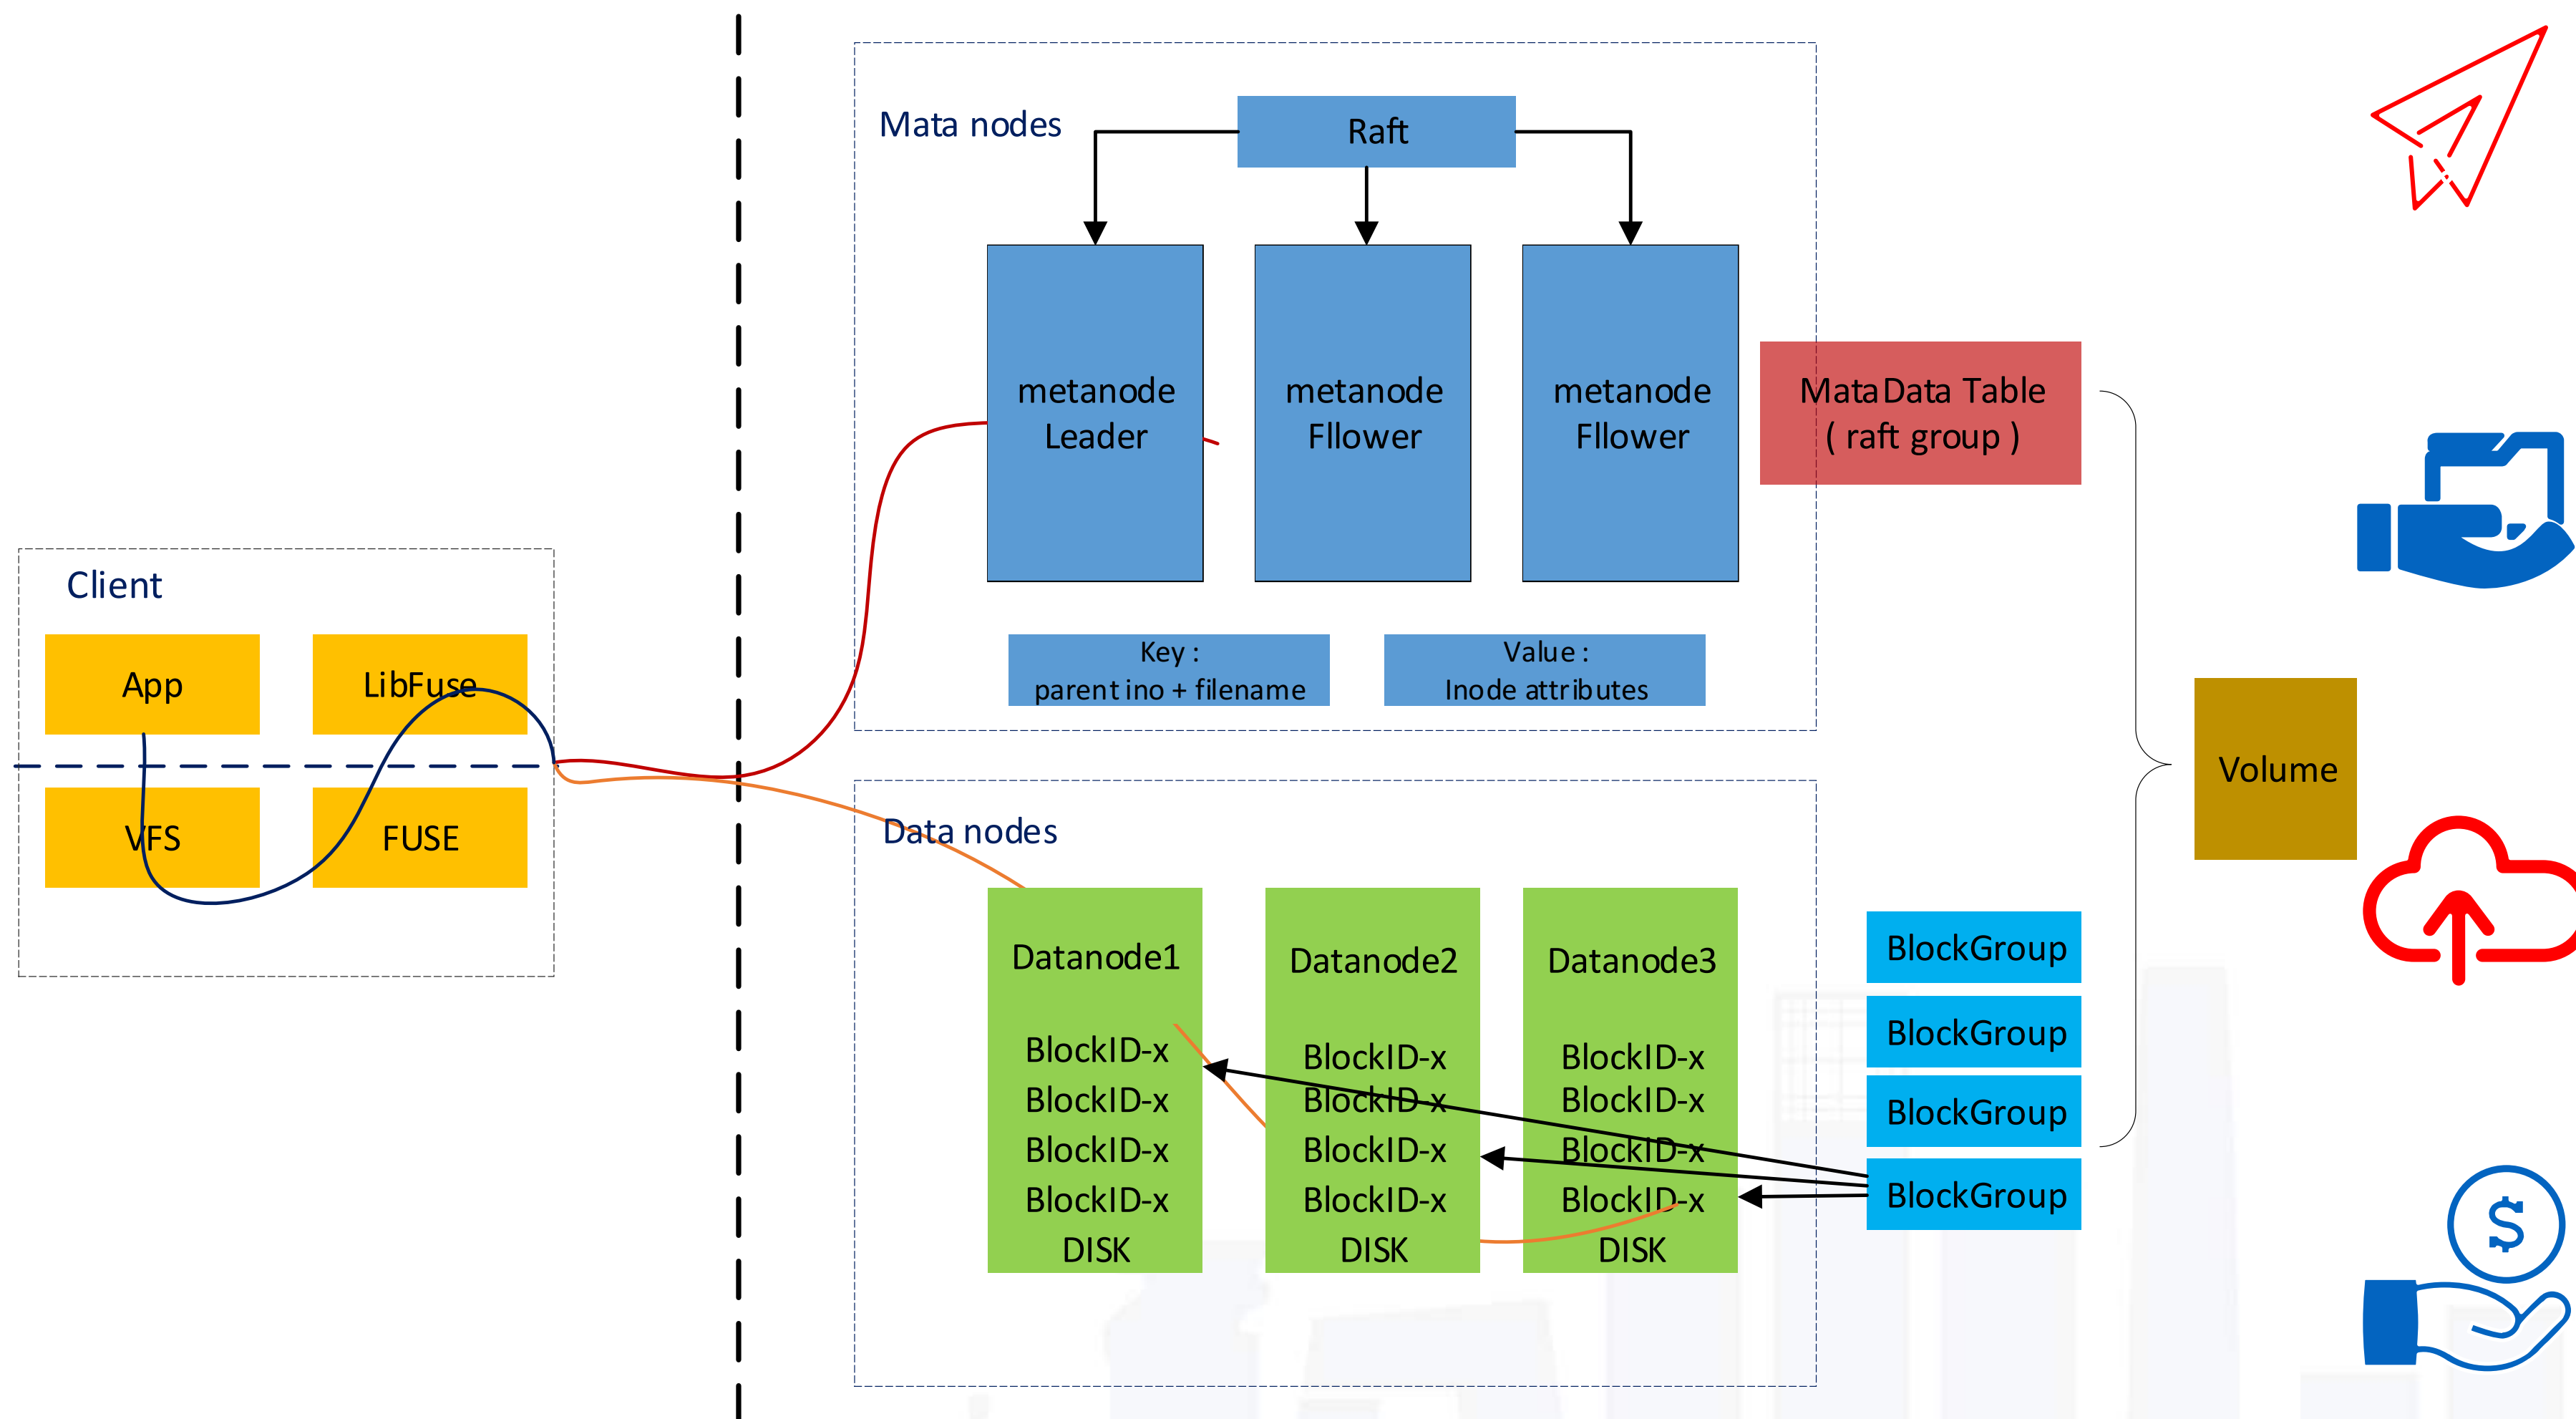 Client
App
LibFuse
VFS
FUSE
Mata nodes
Raft
metanode
Leader
metanode
Fllower
metanode
Fllower
MataData Table
( raft group )
Key :
parent ino + filename
Value :
Inode attributes
Data nodes
Datanode1
BlockID-x
BlockID-x
BlockID-x
BlockID-x
DISK
Datanode2
BlockID-x
BlockID-x
BlockID-x
BlockID-x
DISK
Datanode3
BlockID-x
BlockID-x
BlockID-x
BlockID-x
DISK
BlockGroup
BlockGroup
BlockGroup
BlockGroup
Volume
$